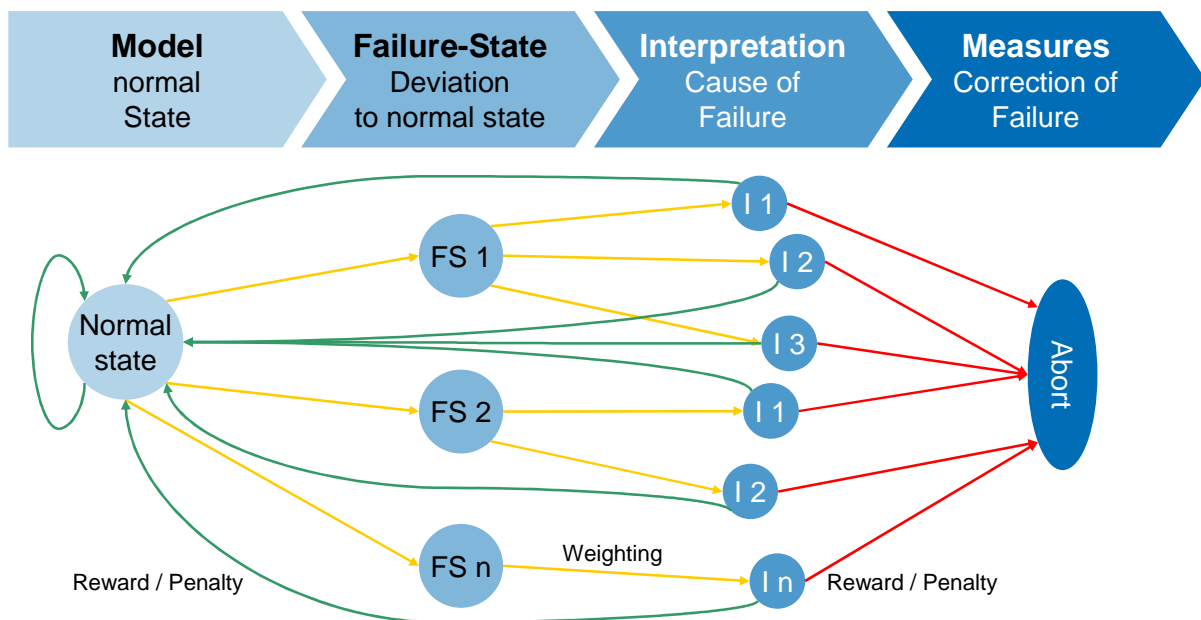 Model
normal
State
Failure-State
Deviation
to normal state
Interpretation
Cause of
Failure
Measures
Correction of
Failure
I 1
FS 1
I 2
Normal
state
I 3
Abort
FS 2
I 1
I 2
Weighting
FS n
I n
Reward / Penalty
Reward / Penalty